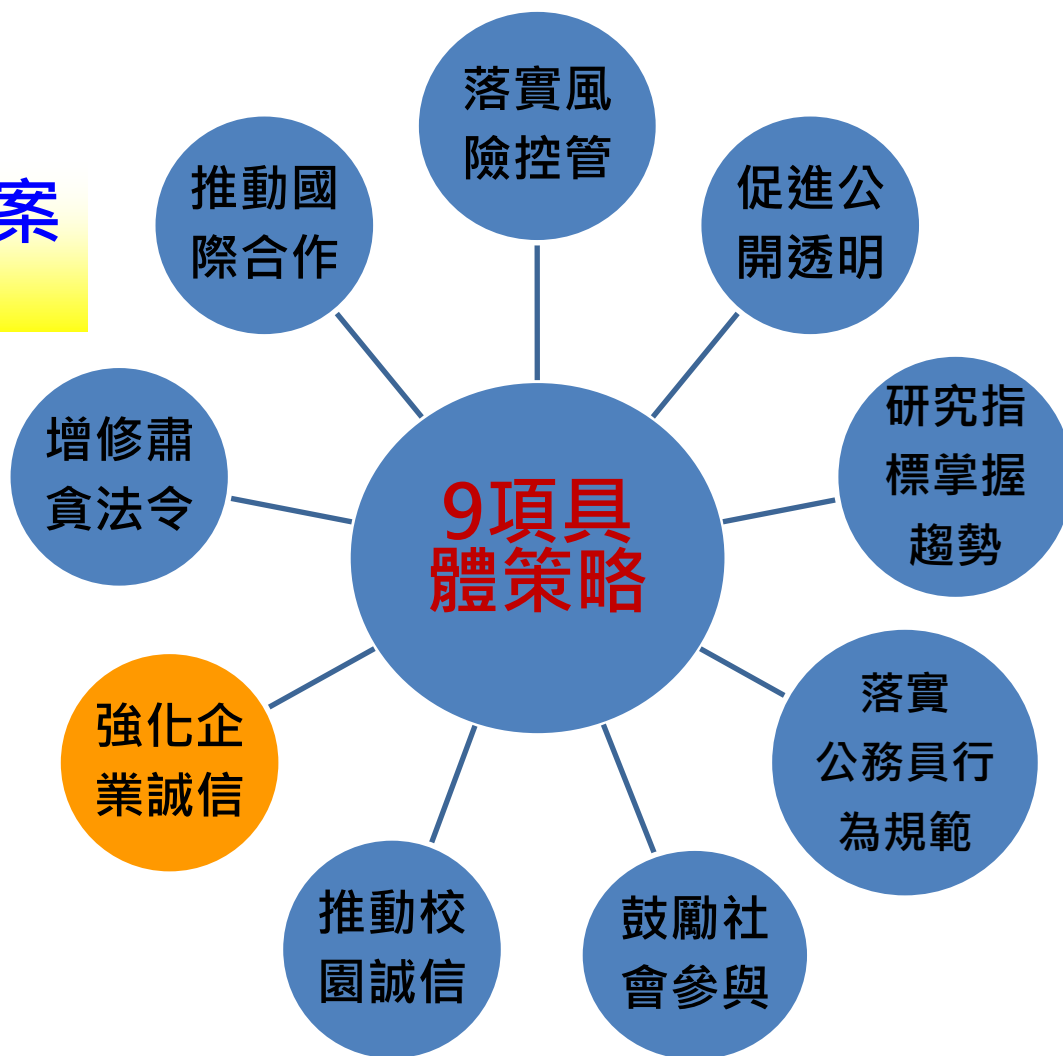 案
9項具
體策略
落實風
險控管
促進公
開透明
研究指
標掌握
趨勢
落實
公務員行
為規範
鼓勵社
會參與
推動校
園誠信
強化企
業誠信
增修肅
貪法令
推動國
際合作